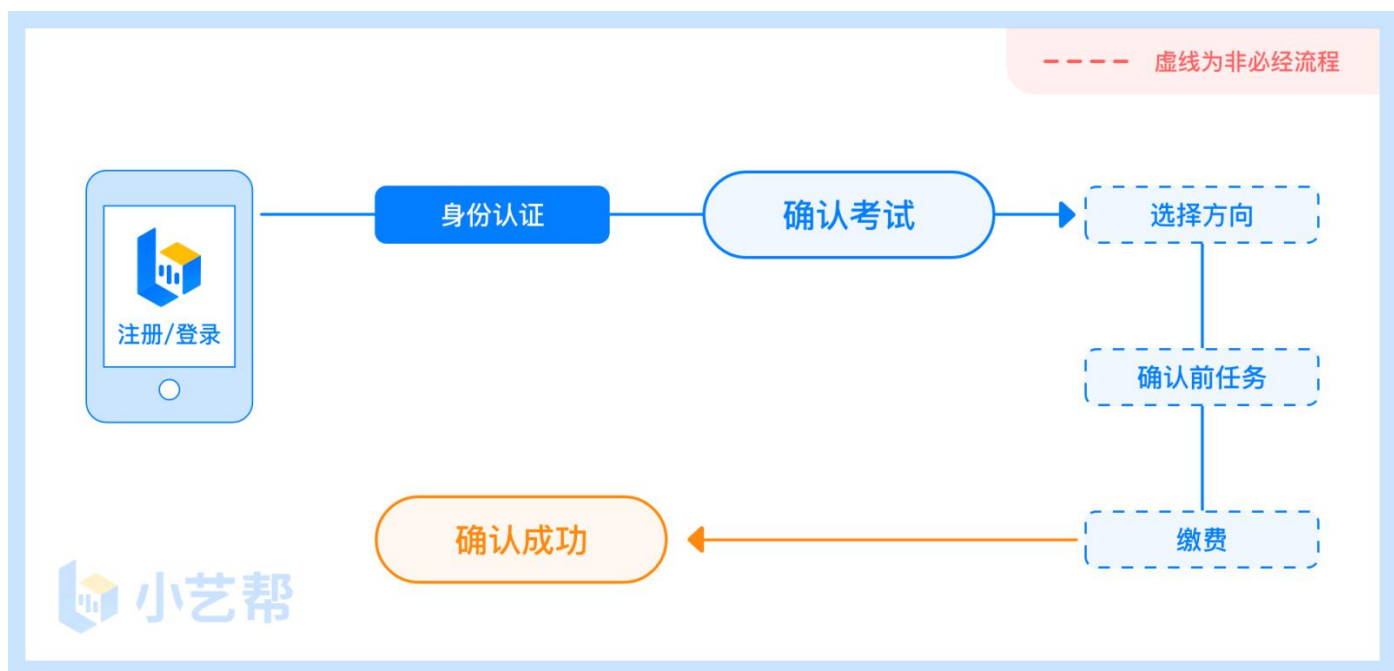 虚线为非必经流程
身份认证
确认考试
选择方向
注册/登录
确认前任务
缴费
确认成功
小艺帮